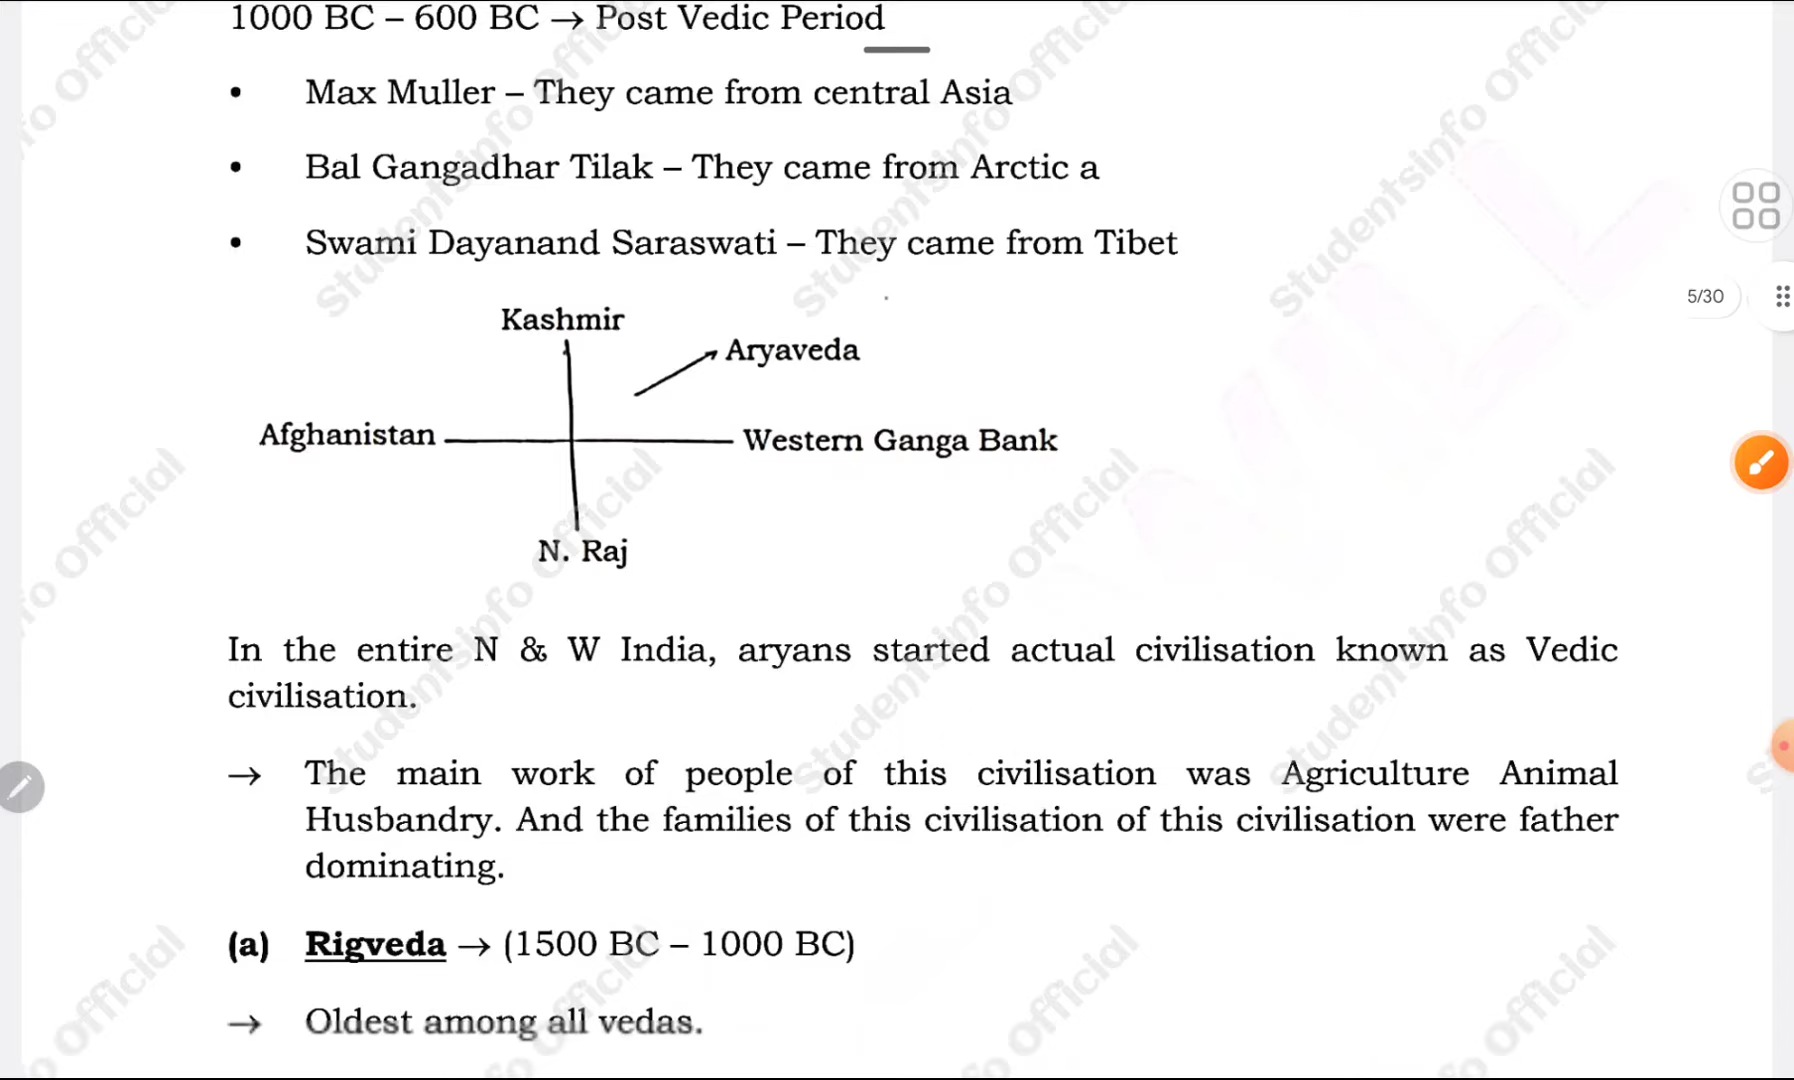 1000 BC – 600 BC → Post Vedic Period
• Max Muller – They came from central Asia
• Bal Gangadhar Tilak – They came from Arctic a
• Swami Dayanand Saraswati – They came from Tibet
Kashmir
Aryaveda
Afghanistan
Western Ganga Bank
N. Raj
5/30
In the entire N & W India, aryans started actual civilisation known as Vedic
civilisation.
→ The main work of people of this civilisation was Agriculture Animal
Husbandry. And the families of this civilisation of this civilisation were father
dominating.
(a) Rigveda → (1500 BC – 1000 BC)
→ Oldest among all vedas.
Studentsinfo Official